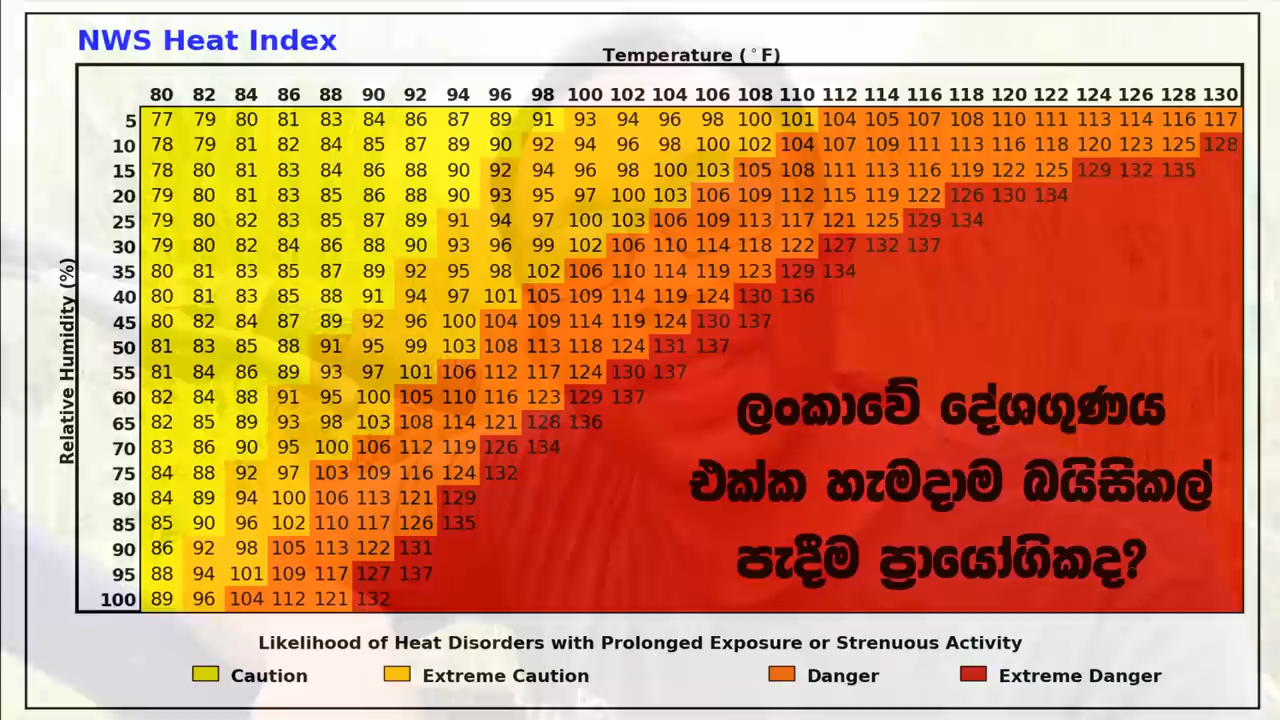 NWS Heat Index
Temperature (°F)
80 82 84 86 88 90 92 94 96 98 100 102 104 106 108 110 112 114 116 118 120 122 124 126 128 130
5 77 79 80 81 83 84 86 87 89 91 93 94 96 98 100 101 104 105 107 108 110 111 113 114 116 117
10 78 79 81 82 84 85 87 89 90 92 94 96 98 100 102 104 107 109 111 113 116 118 120 123 125 128
15 78 80 81 83 84 86 88 90 92 94 96 98 100 103 105 108 111 113 116 119 122 125 129 132 135
20 79 80 82 83 85 86 88 90 93 95 97 100 103 106 109 112 115 119 122 126 130 134
25 79 80 82 83 85 87 89 91 94 97 100 103 106 109 113 117 121 125 129 134
30 79 80 82 84 86 88 90 93 96 99 102 106 110 114 118 122 127 132 137
35 80 81 83 85 87 89 92 95 98 102 106 110 114 119 123 129 134
40 80 81 83 85 88 91 94 97 101 105 109 114 119 124 130 136
45 80 82 84 87 89 92 96 100 104 109 114 119 124 130 137
50 81 83 85 88 91 95 99 103 108 113 118 124 131 137
55 81 84 86 89 93 97 101 106 112 117 124 130 137
60 82 84 88 91 95 100 105 110 116 123 129 137
65 82 85 89 93 98 103 108 114 121 128 136
70 83 86 90 95 100 106 112 119 126 134
75 84 88 92 97 103 109 116 124 132
80 84 89 94 100 106 113 121 129
85 85 90 96 102 110 117 126 135
90 86 92 98 105 113 122 131
95 88 94 101 109 117 127 137
100 89 96 104 112 121 132
Relative Humidity (%)
ලංකාවේ දේශගුණය
එක්ක හැමදාම බයිසිකල්
පැදීම ප්‍රායෝගිකද?
Likelihood of Heat Disorders with Prolonged Exposure or Strenuous Activity
Caution Extreme Caution Danger Extreme Danger